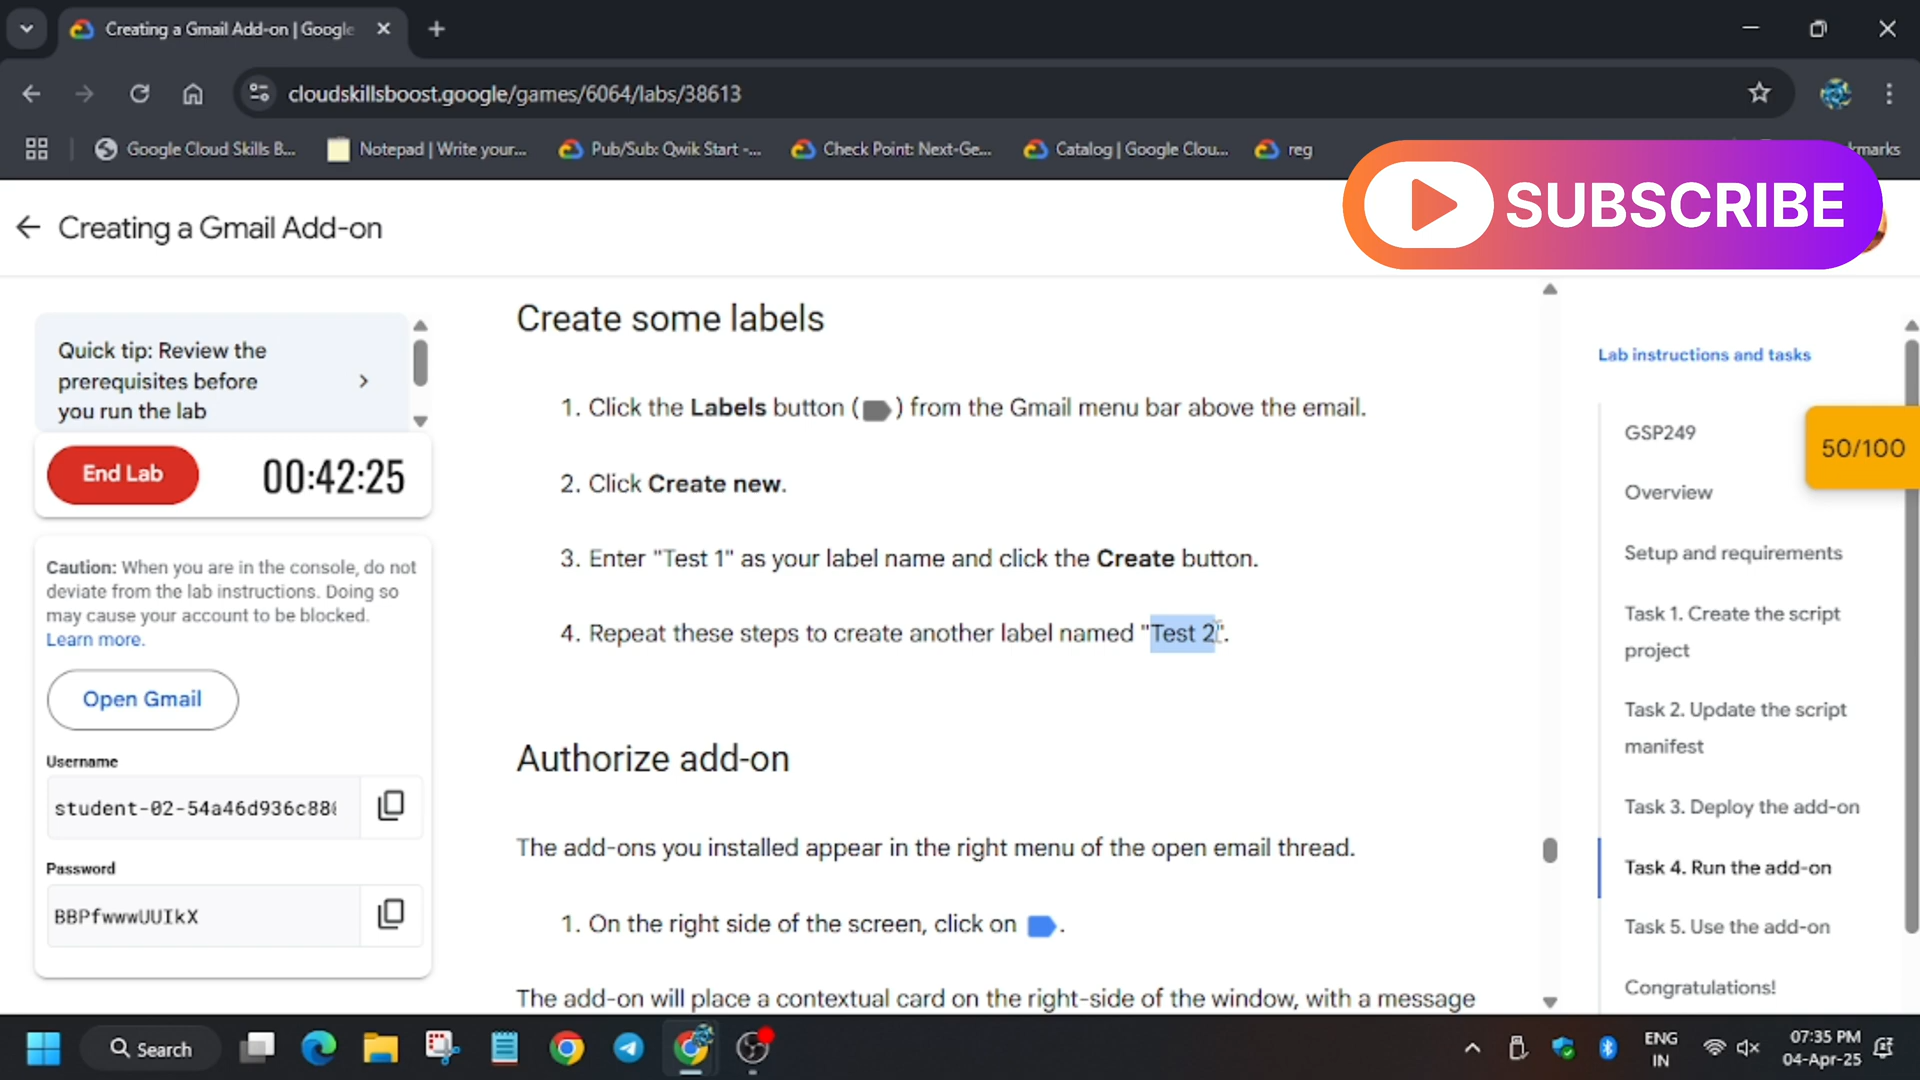 Creating a Gmail Add-on | Google
cloudskillsboost.google/games/6064/labs/38613
Google Cloud Skills B...
Notepad | Write your...
Pub/Sub: Qwik Start -...
Check Point: Next-Ge...
Catalog | Google Clou...
reg
kmarks
SUBSCRIBE
Creating a Gmail Add-on
Quick tip: Review the
prerequisites before
you run the lab
End Lab
00:42:25
Caution: When you are in the console, do not
deviate from the lab instructions. Doing so
may cause your account to be blocked.
Learn more.
Open Gmail
Username
student-02-54a46d936c88
Password
BBPfwwwUUIkX
Create some labels
1. Click the Labels button ( ) from the Gmail menu bar above the email.
2. Click Create new.
3. Enter "Test 1" as your label name and click the Create button.
4. Repeat these steps to create another label named "Test 2".
Authorize add-on
The add-ons you installed appear in the right menu of the open email thread.
1. On the right side of the screen, click on .
The add-on will place a contextual card on the right-side of the window, with a message
Lab instructions and tasks
GSP249
50/100
Overview
Setup and requirements
Task 1. Create the script
project
Task 2. Update the script
manifest
Task 3. Deploy the add-on
Task 4. Run the add-on
Task 5. Use the add-on
Congratulations!
Search
ENG
IN
07:35 PM
04-Apr-25